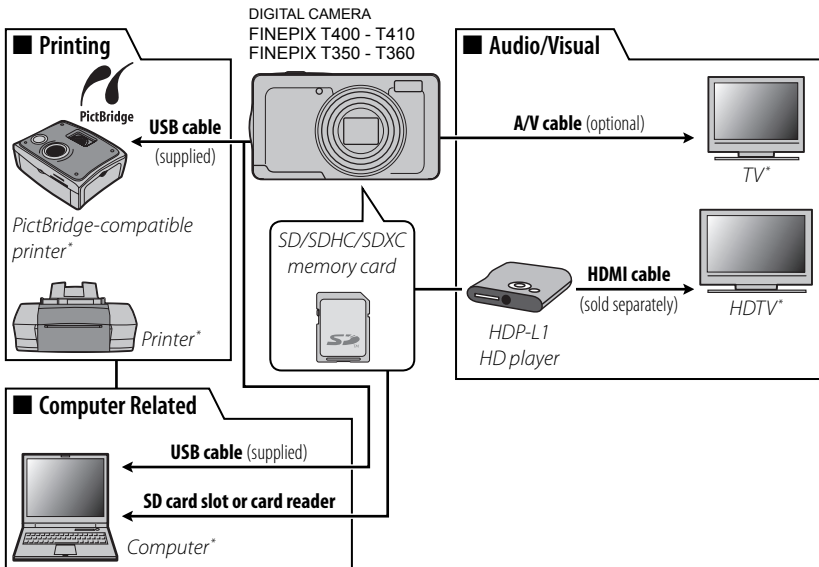 DIGITAL CAMERA
FINEPIX T400 - T410
FINEPIX T350 - T360
■ Printing
PictBridge
USB cable
(supplied)
PictBridge-compatible
printer*
Printer*
■ Audio/Visual
A/V cable (optional)
TV*
SD/SDHC/SDXC
memory card
SD
HDP-L1
HD player
HDMI cable
(sold separately)
HDTV*
■ Computer Related
USB cable (supplied)
SD card slot or card reader
Computer*